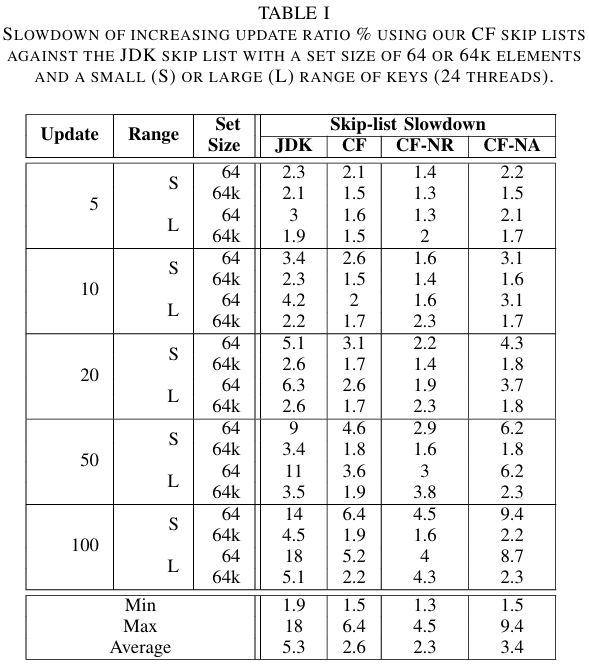 TABLE I
SLOWDOWN OF INCREASING UPDATE RATIO % USING OUR CF SKIP LISTS
AGAINST THE JDK SKIP LIST WITH A SET SIZE OF 64 OR 64K ELEMENTS
AND A SMALL (S) OR LARGE (L) RANGE OF KEYS (24 THREADS).
Update Range Set Size Skip-list Slowdown
JDK CF CF-NR CF-NA
5 S 64 2.3 2.1 1.4 2.2
64k 2.1 1.5 1.3 1.5
L 64 3 1.6 1.3 2.1
64k 1.9 1.5 2 1.7
10 S 64 3.4 2.6 1.6 3.1
64k 2.3 1.5 1.4 1.6
L 64 4.2 2 1.6 3.1
64k 2.2 1.7 2.3 1.7
20 S 64 5.1 3.1 2.2 4.3
64k 2.6 1.7 1.4 1.8
L 64 6.3 2.6 1.9 3.7
64k 2.6 1.7 2.3 1.8
50 S 64 9 4.6 2.9 6.2
64k 3.4 1.8 1.6 1.8
L 64 11 3.6 3 6.2
64k 3.5 1.9 3.8 2.3
100 S 64 14 6.4 4.5 9.4
64k 4.5 1.9 1.6 2.2
L 64 18 5.2 4 8.7
64k 5.1 2.2 4.3 2.3
Min 1.9 1.5 1.3 1.5
Max 18 6.4 4.5 9.4
Average 5.3 2.6 2.3 3.4